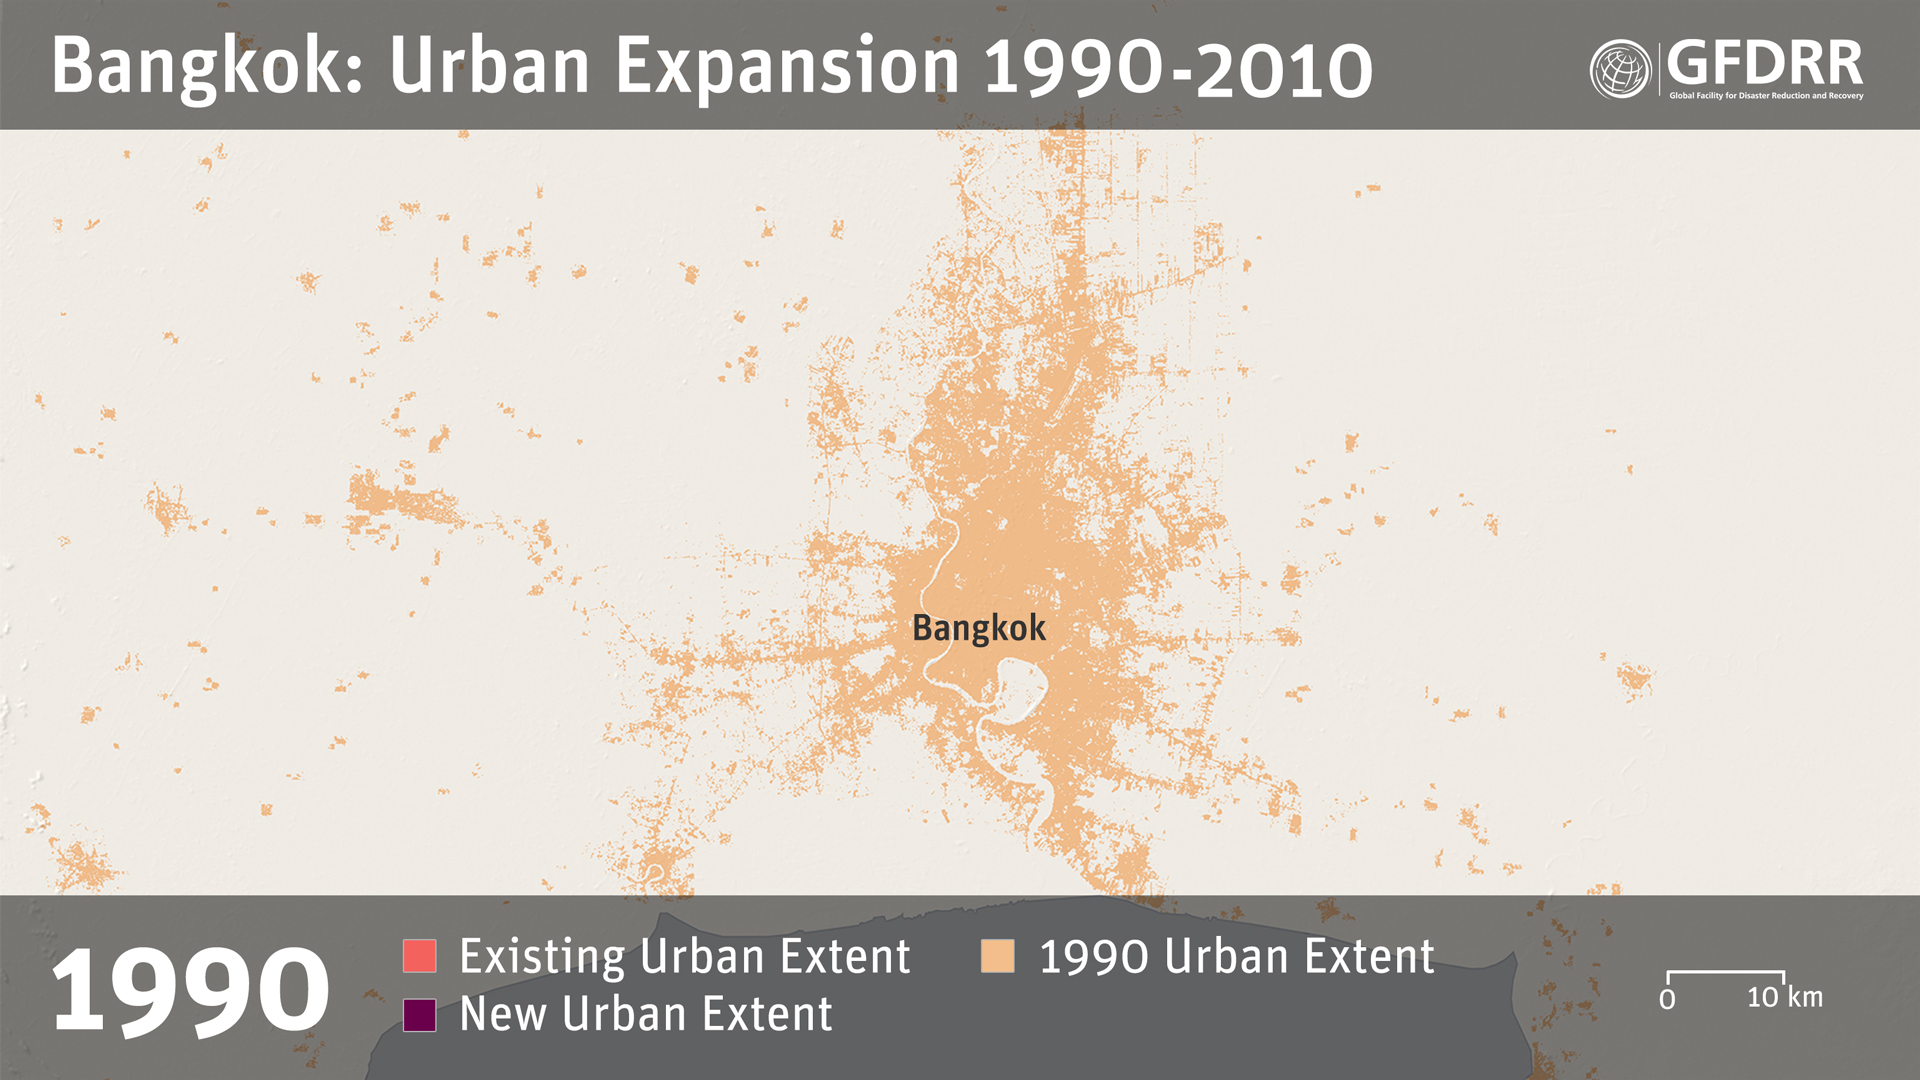 Bangkok: Urban Expansion 1990-2010
GFDRR
Global Facility for Disaster Reduction and Recovery
Bangkok
1990
Existing Urban Extent
New Urban Extent
1990 Urban Extent
0 10 km